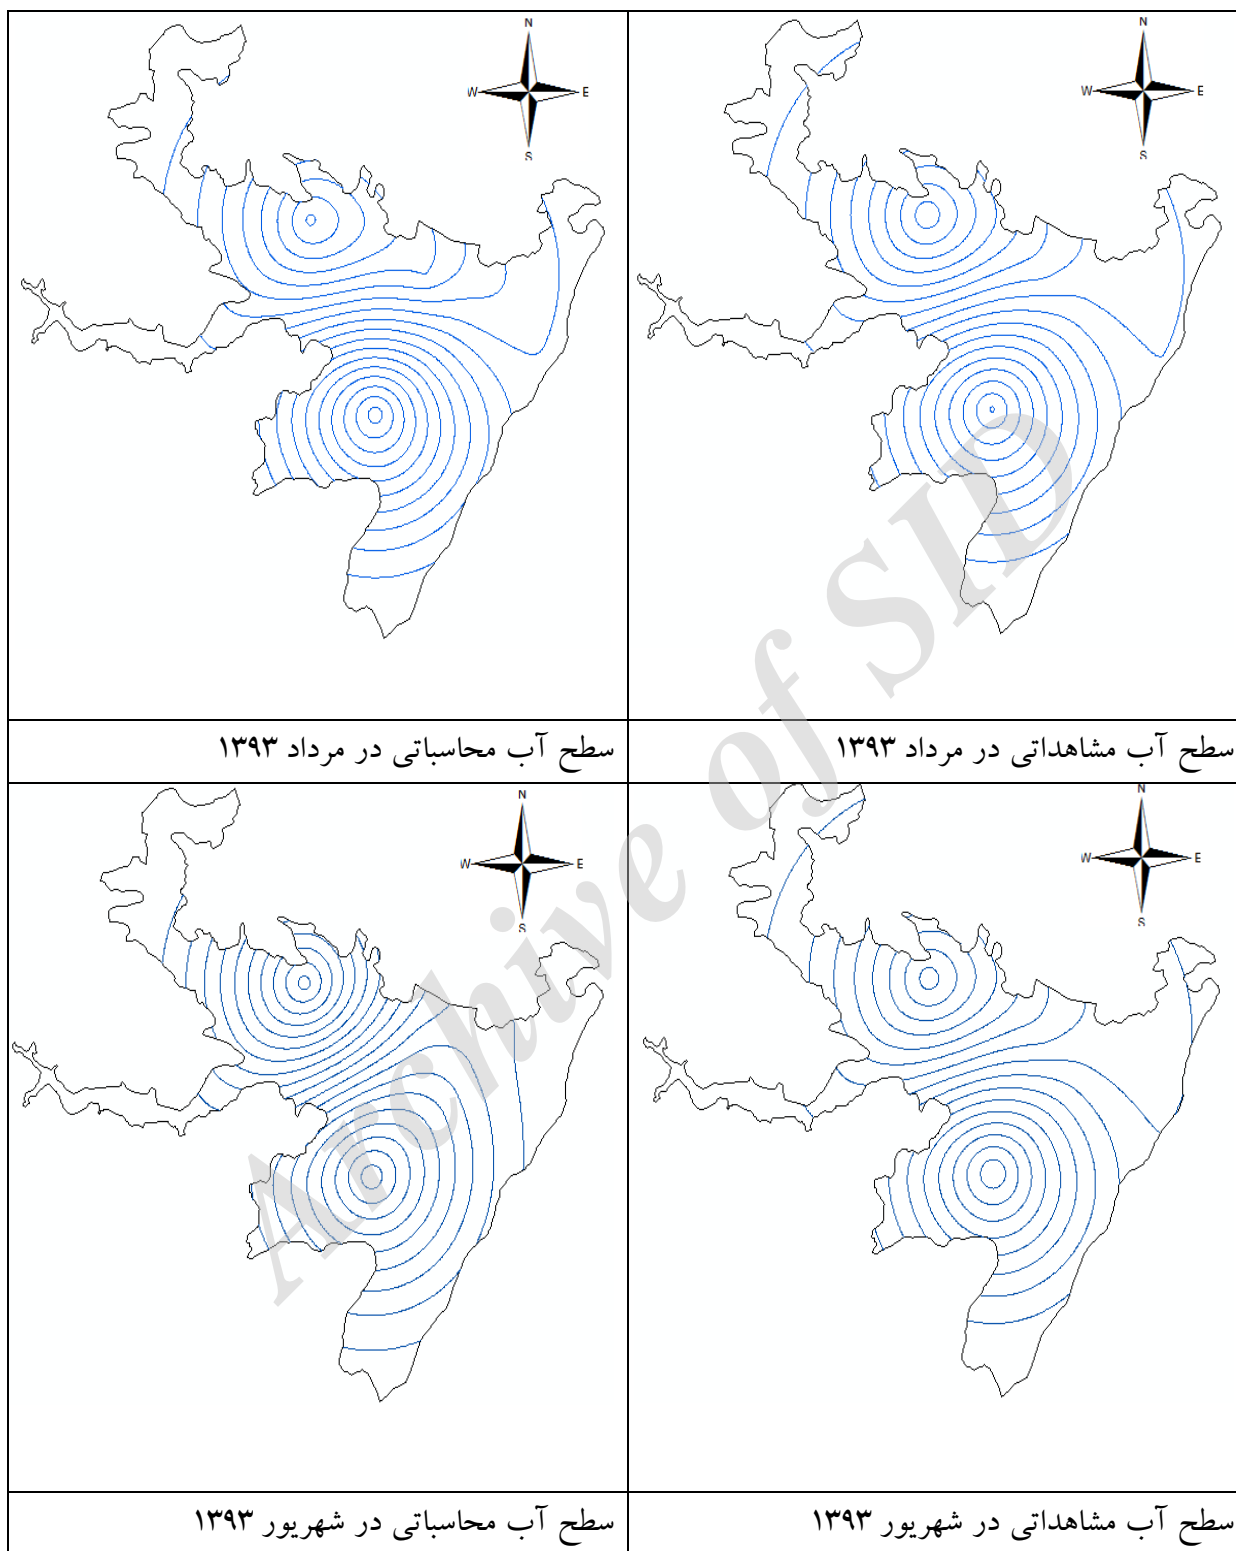 N
W E
S
N
W E
S
سطح آب مشاهداتی در مرداد ۱۳۹۳
سطح آب محاسباتی در مرداد ۱۳۹۳
N
W E
S
N
W E
S
سطح آب مشاهداتی در شهریور ۱۳۹۳
سطح آب محاسباتی در شهریور ۱۳۹۳
Archive of SID